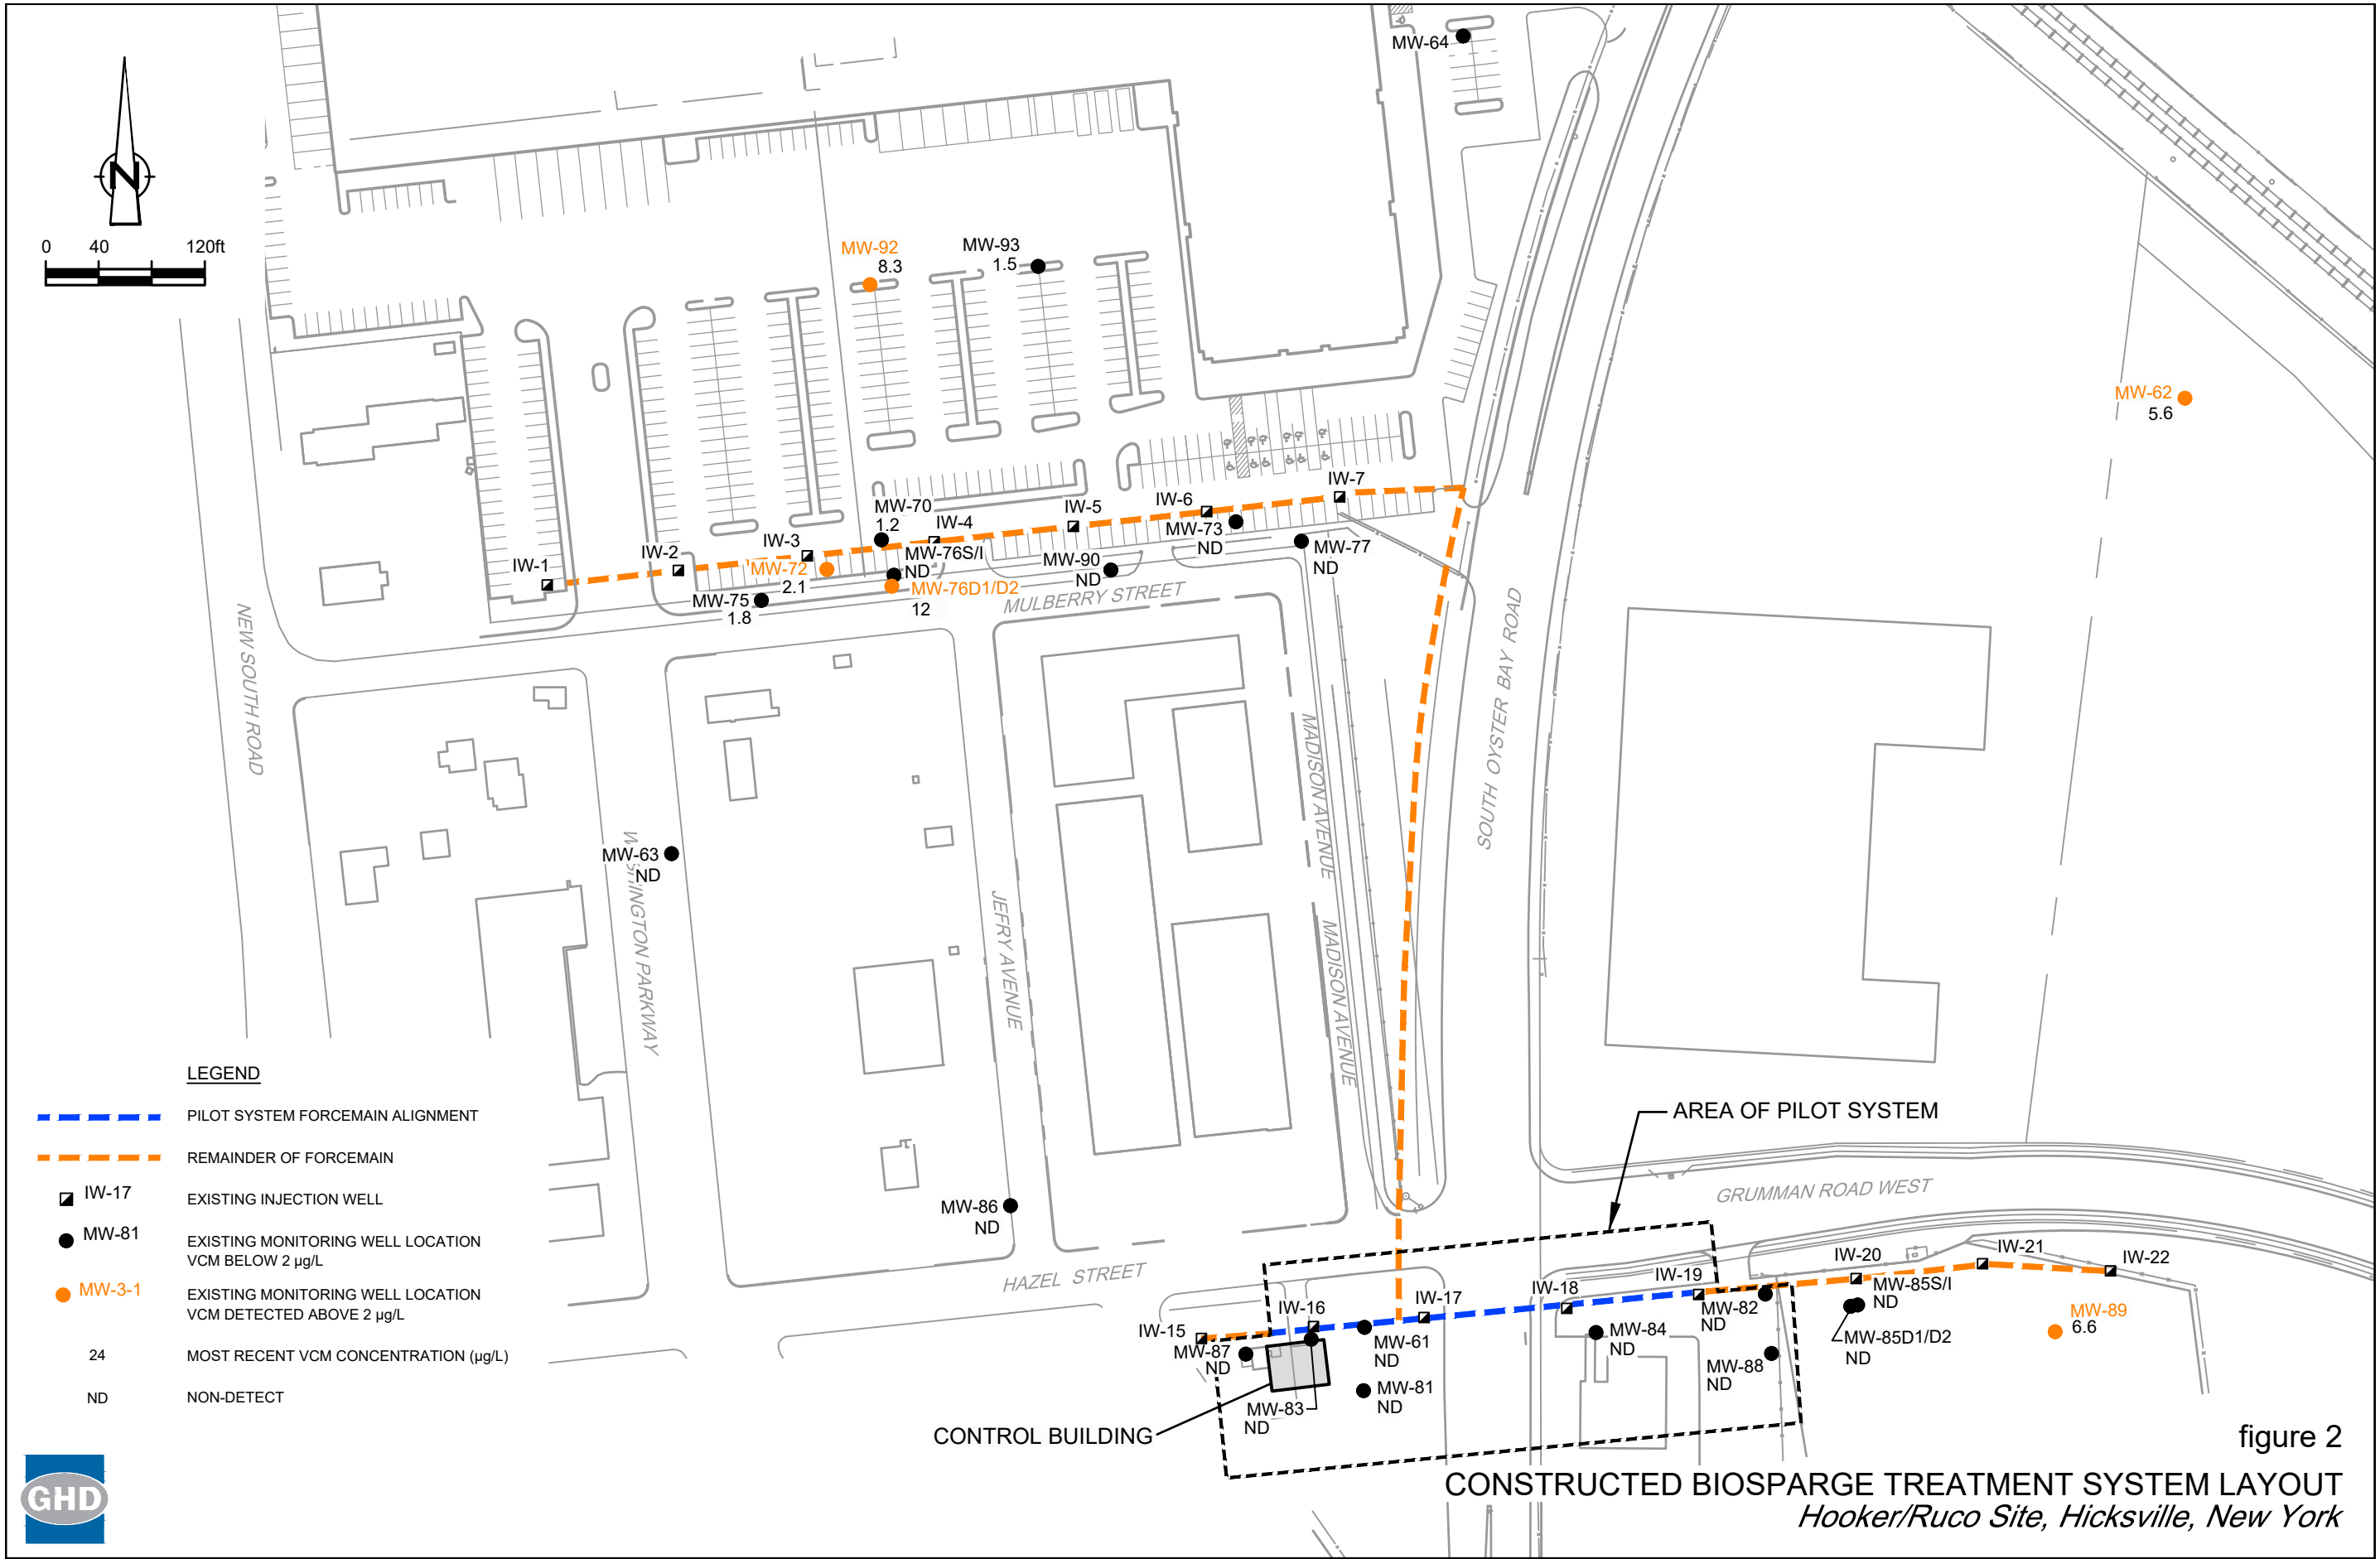 MW-64
N
0 40 120ft
MW-92
8.3
MW-93
1.5
MW-62
5.6
IW-7
IW-6
MW-70
1.2
IW-5
IW-4
MW-73
ND
IW-3
MW-76S/I
ND
MW-77
ND
IW-2
MW-90
ND
IW-1
MW-72
2.1
MW-76D1/D2
12
MW-75
1.8
MULBERRY STREET
NEW SOUTH ROAD
SOUTH OYSTER BAY ROAD
MADISON AVENUE
MW-63
ND
WASHINGTON PARKWAY
JEFRY AVENUE
MADISON AVENUE
LEGEND
PILOT SYSTEM FORCEMAIN ALIGNMENT
REMAINDER OF FORCEMAIN
IW-17
EXISTING INJECTION WELL
MW-81
EXISTING MONITORING WELL LOCATION
VCM BELOW 2 µg/L
MW-3-1
EXISTING MONITORING WELL LOCATION
VCM DETECTED ABOVE 2 µg/L
24
MOST RECENT VCM CONCENTRATION (µg/L)
ND
NON-DETECT
AREA OF PILOT SYSTEM
GRUMMAN ROAD WEST
MW-86
ND
HAZEL STREET
IW-15
IW-16
IW-17
IW-18
IW-19
IW-20
IW-21
IW-22
MW-87
ND
MW-61
ND
MW-84
ND
MW-82
ND
MW-85S/I
ND
MW-85D1/D2
ND
MW-89
6.6
MW-88
ND
MW-81
ND
MW-83
ND
CONTROL BUILDING
GHD
figure 2
CONSTRUCTED BIOSPARGE TREATMENT SYSTEM LAYOUT
Hooker/Ruco Site, Hicksville, New York